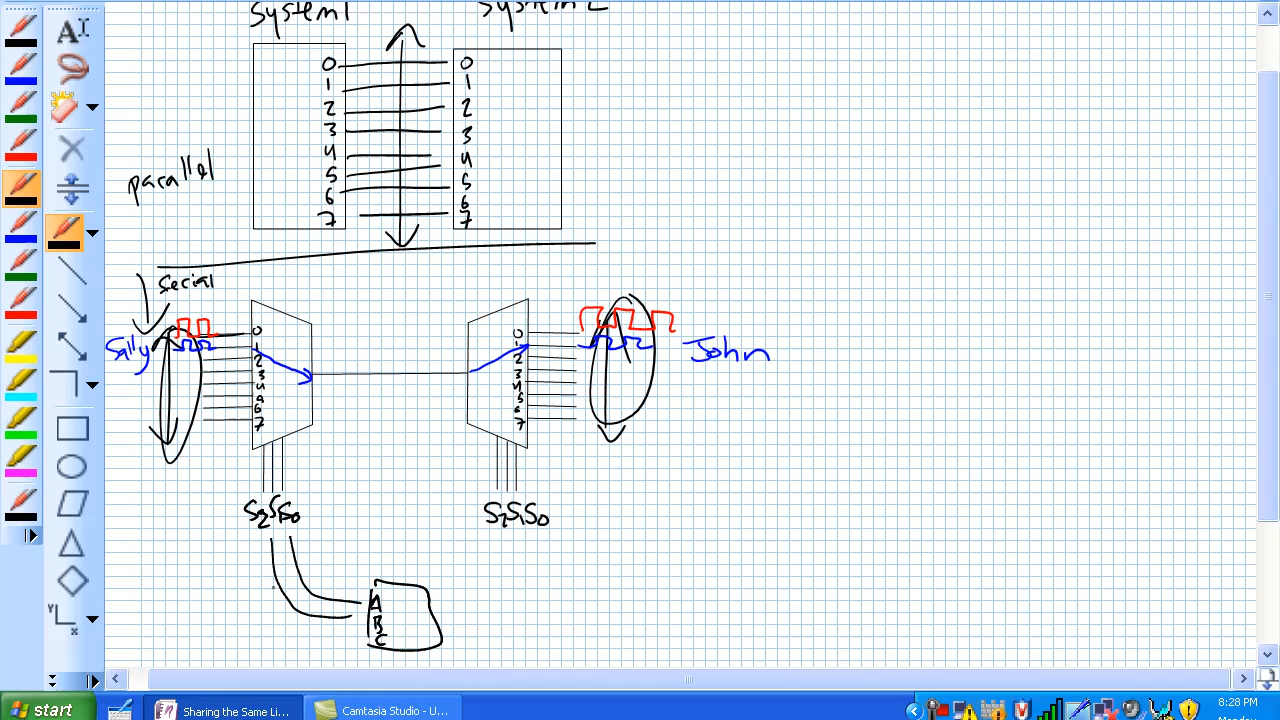 System1 System2
0 0
1 1
2 2
3 3
4 4
5 5
6 6
7 7
parallel
Serial
Sally John
0 0
1 1
2 2
3 3
4 4
5 5
6 6
7 7
S2S1S0 S2S1S0
A
B
C
start
Sharing the Same Li...
Camtasia Studio - U...
8:28 PM
Monday